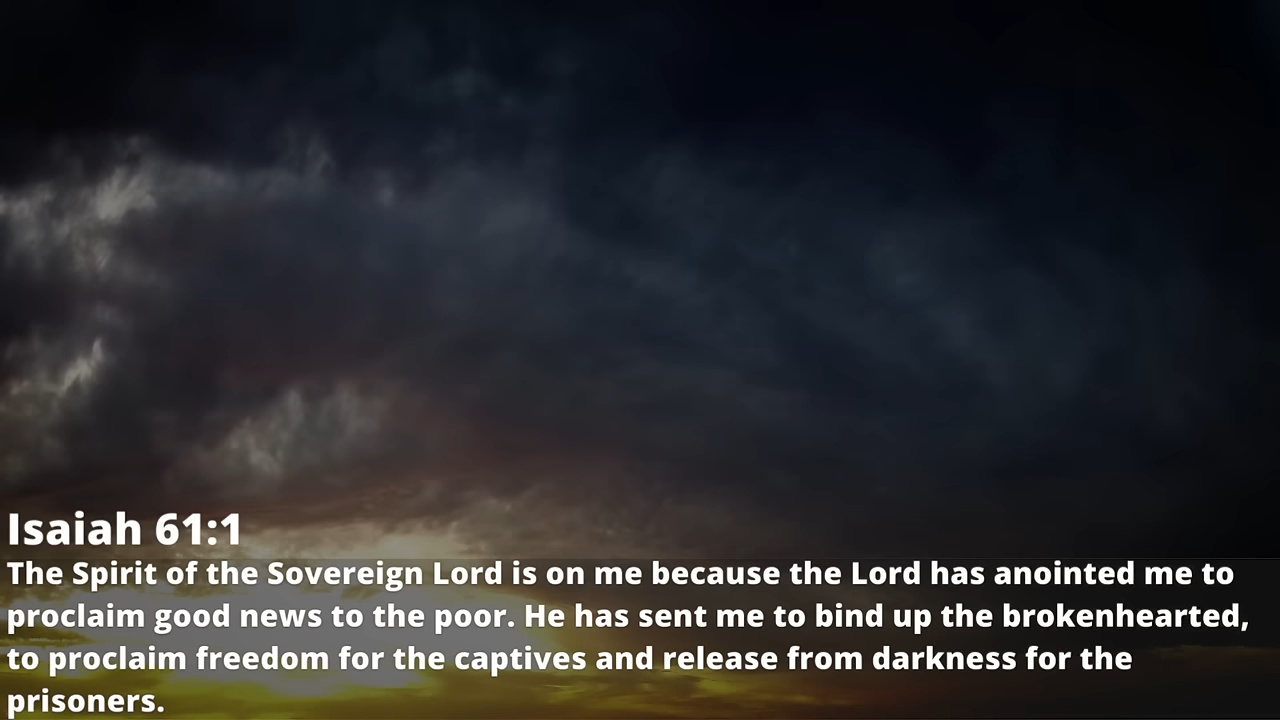 Isaiah 61:1
The Spirit of the Sovereign Lord is on me because the Lord has anointed me to
proclaim good news to the poor. He has sent me to bind up the brokenhearted,
to proclaim freedom for the captives and release from darkness for the
prisoners.